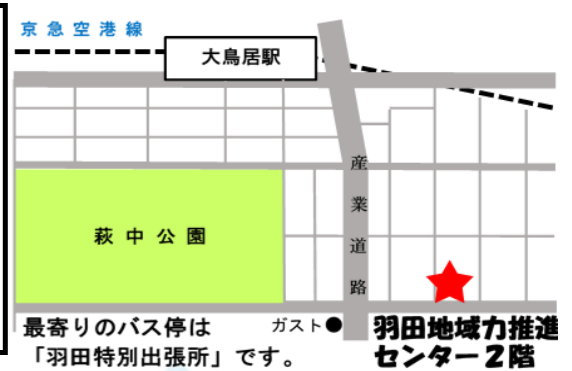 京急空港線
大鳥居駅
産業道路
萩中公園
最寄りのバス停は
「羽田特別出張所」です。
ガスト●
羽田地域力推進
センター2階